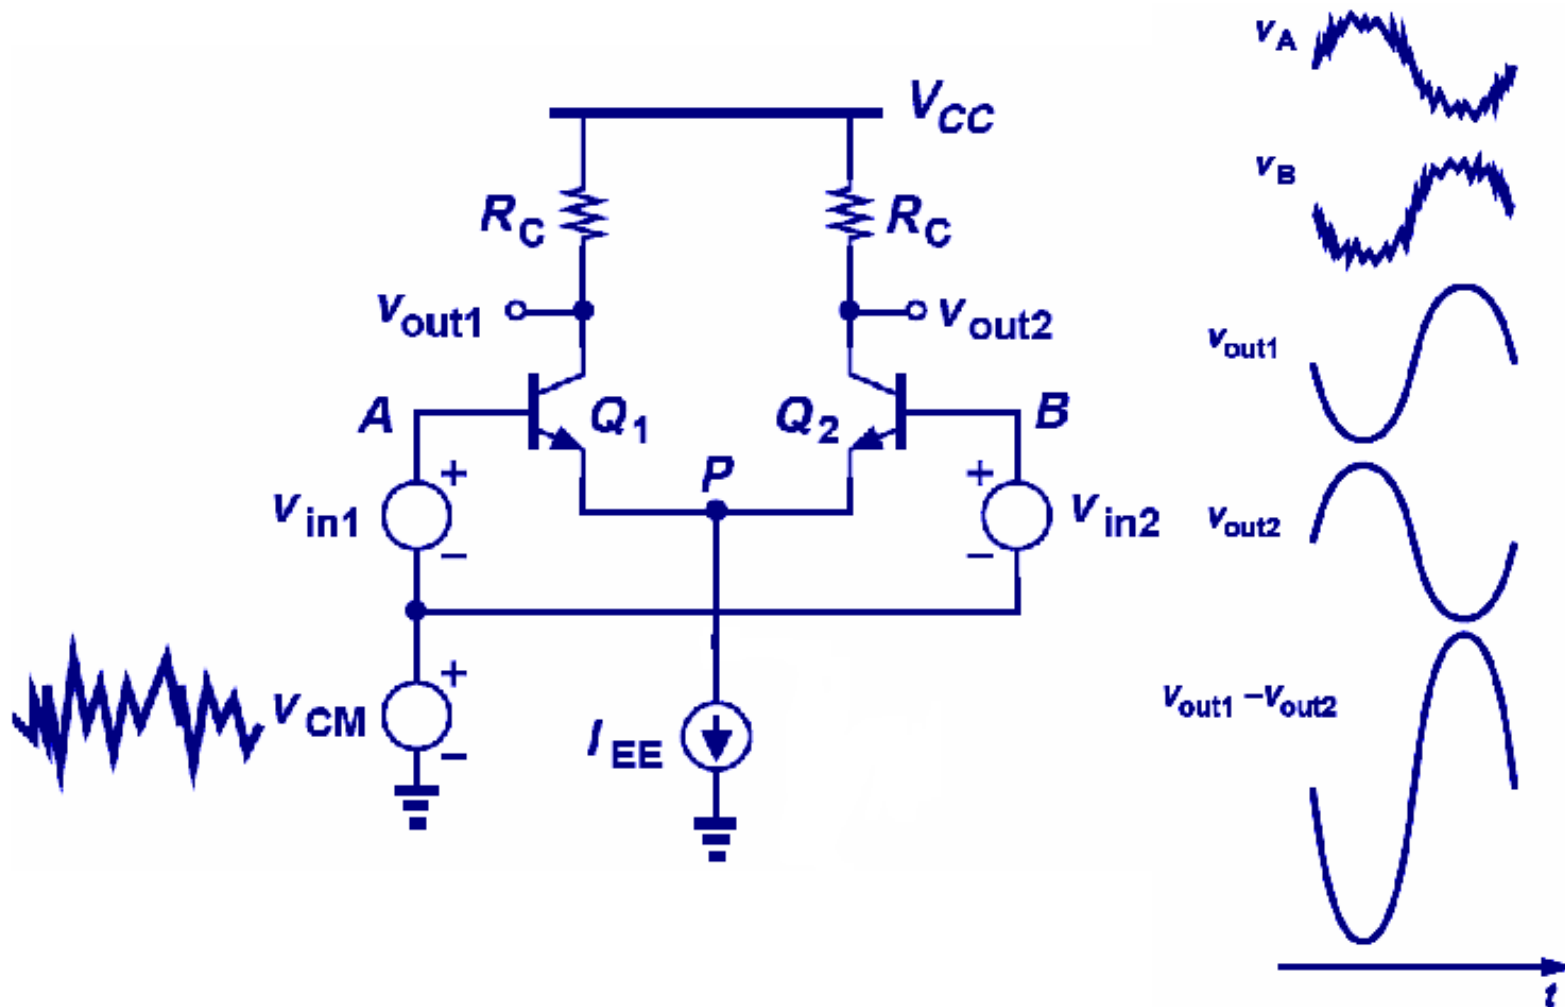 V_CC
R_C
R_C
v_out1
v_out2
A
Q_1
Q_2
B
P
+
+
v_in1
v_in2
−
−
+
v_CM
I_EE
−
v_A
v_B
v_out1
v_out2
v_out1 − v_out2
t